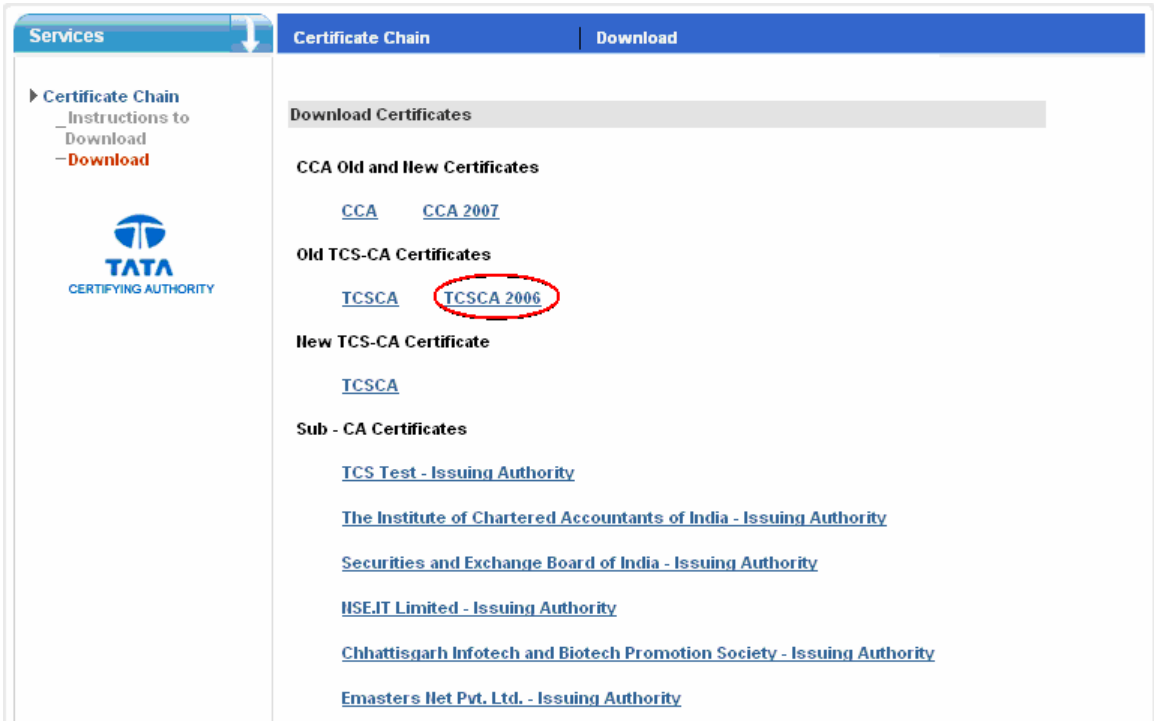 Services
Certificate Chain Download
Certificate Chain
_Instructions to
Download
–Download
TATA
CERTIFYING AUTHORITY
Download Certificates
CCA Old and New Certificates
CCA CCA 2007
Old TCS-CA Certificates
TCSCA TCSCA 2006
New TCS-CA Certificate
TCSCA
Sub - CA Certificates
TCS Test - Issuing Authority
The Institute of Chartered Accountants of India - Issuing Authority
Securities and Exchange Board of India - Issuing Authority
NSE.IT Limited - Issuing Authority
Chhattisgarh Infotech and Biotech Promotion Society - Issuing Authority
Emasters Net Pvt. Ltd. - Issuing Authority